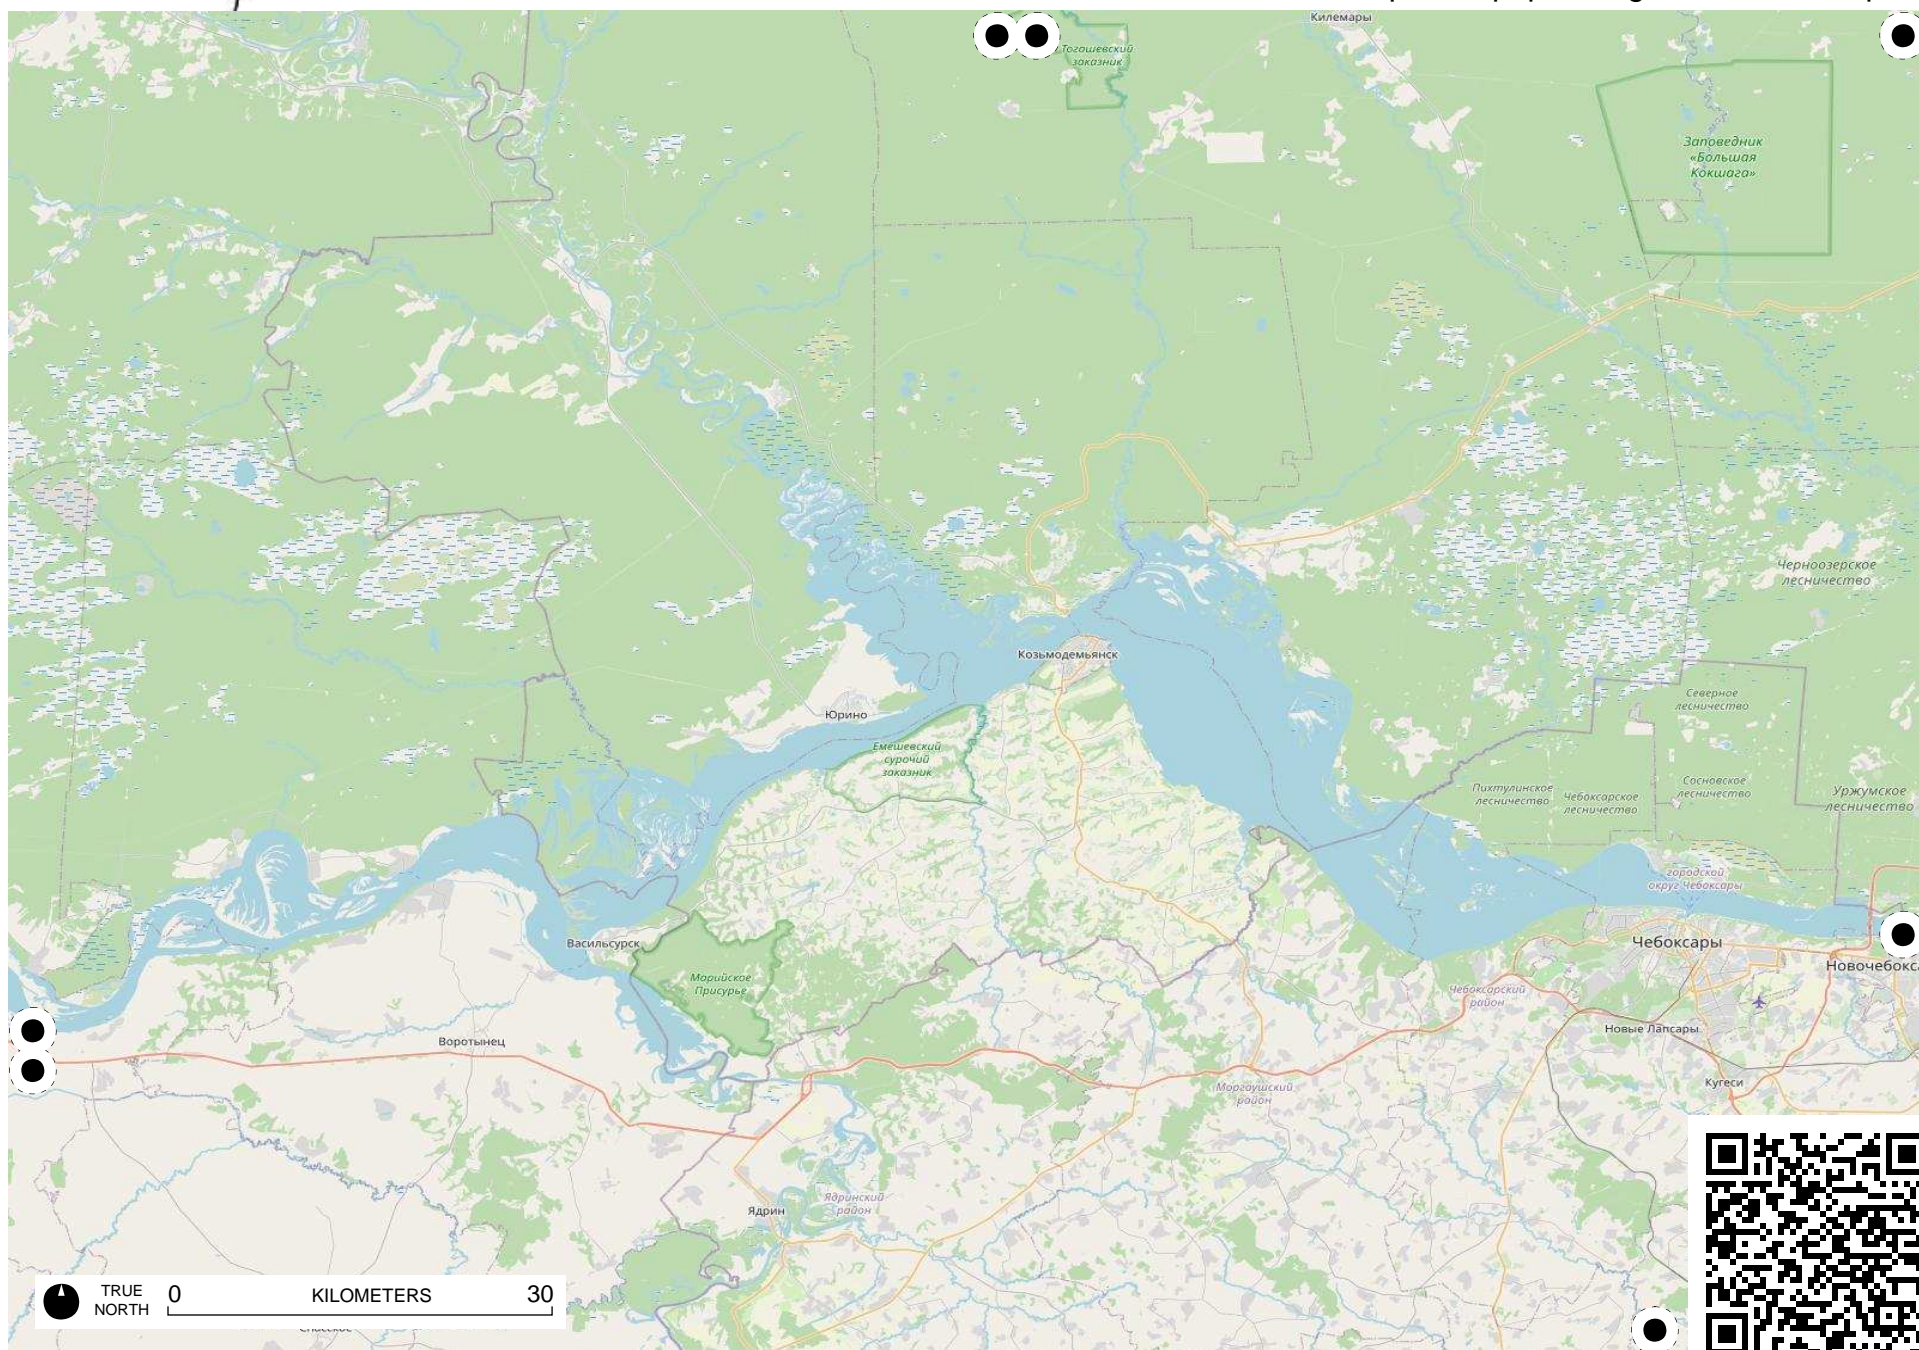 Килемары
Тогашевский
заказник
Заповедник
«Большая
Кокшага»
Черноозерское
лесничество
Козьмодемьянск
Северное
лесничество
Юрино
Емешевский
сурочий
заказник
Пихтулинское
лесничество
Чебоксарское
лесничество
Сосновское
лесничество
Уржумское
лесничество
городской
округ Чебоксары
Васильсурск
Чебоксары
Марийское
Присурье
Новочебокса
Чебоксарский
район
Новые Лапсары
Воротынец
Моргаушский
район
Кугеси
Ядринский
район
Ядрин
TRUE
NORTH
0 KILOMETERS 30